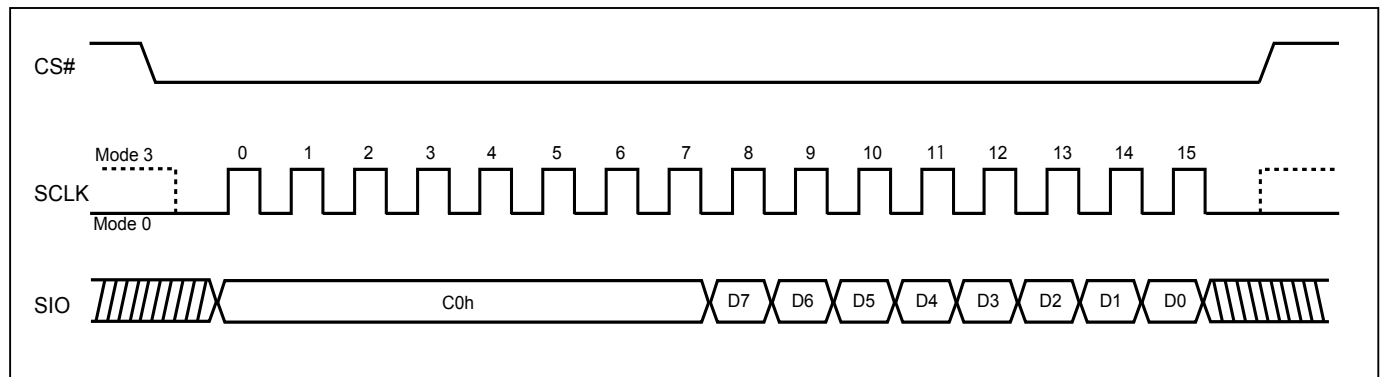 CS#
Mode 3
0 1 2 3 4 5 6 7 8 9 10 11 12 13 14 15
SCLK
Mode 0
SIO
C0h D7 D6 D5 D4 D3 D2 D1 D0